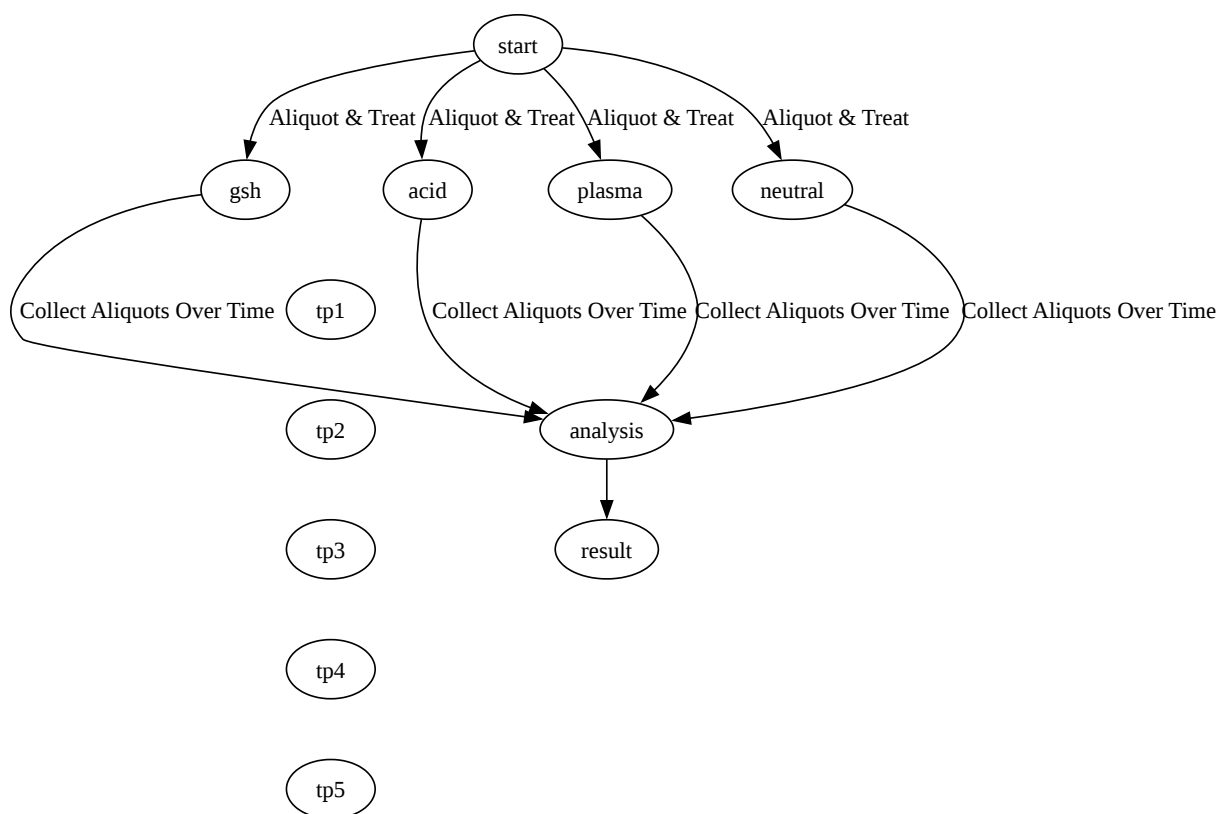 start
Aliquot & Treat
Aliquot & Treat
Aliquot & Treat
Aliquot & Treat
gsh
acid
plasma
neutral
Collect Aliquots Over Time
tp1
Collect Aliquots Over Time
Collect Aliquots Over Time
Collect Aliquots Over Time
tp2
analysis
tp3
result
tp4
tp5